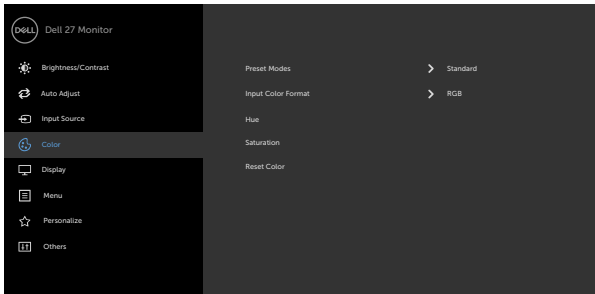 DELL
Dell 27 Monitor
Brightness/Contrast
Auto Adjust
Input Source
Color
Display
Menu
Personalize
Others
Preset Modes Standard
Input Color Format RGB
Hue
Saturation
Reset Color